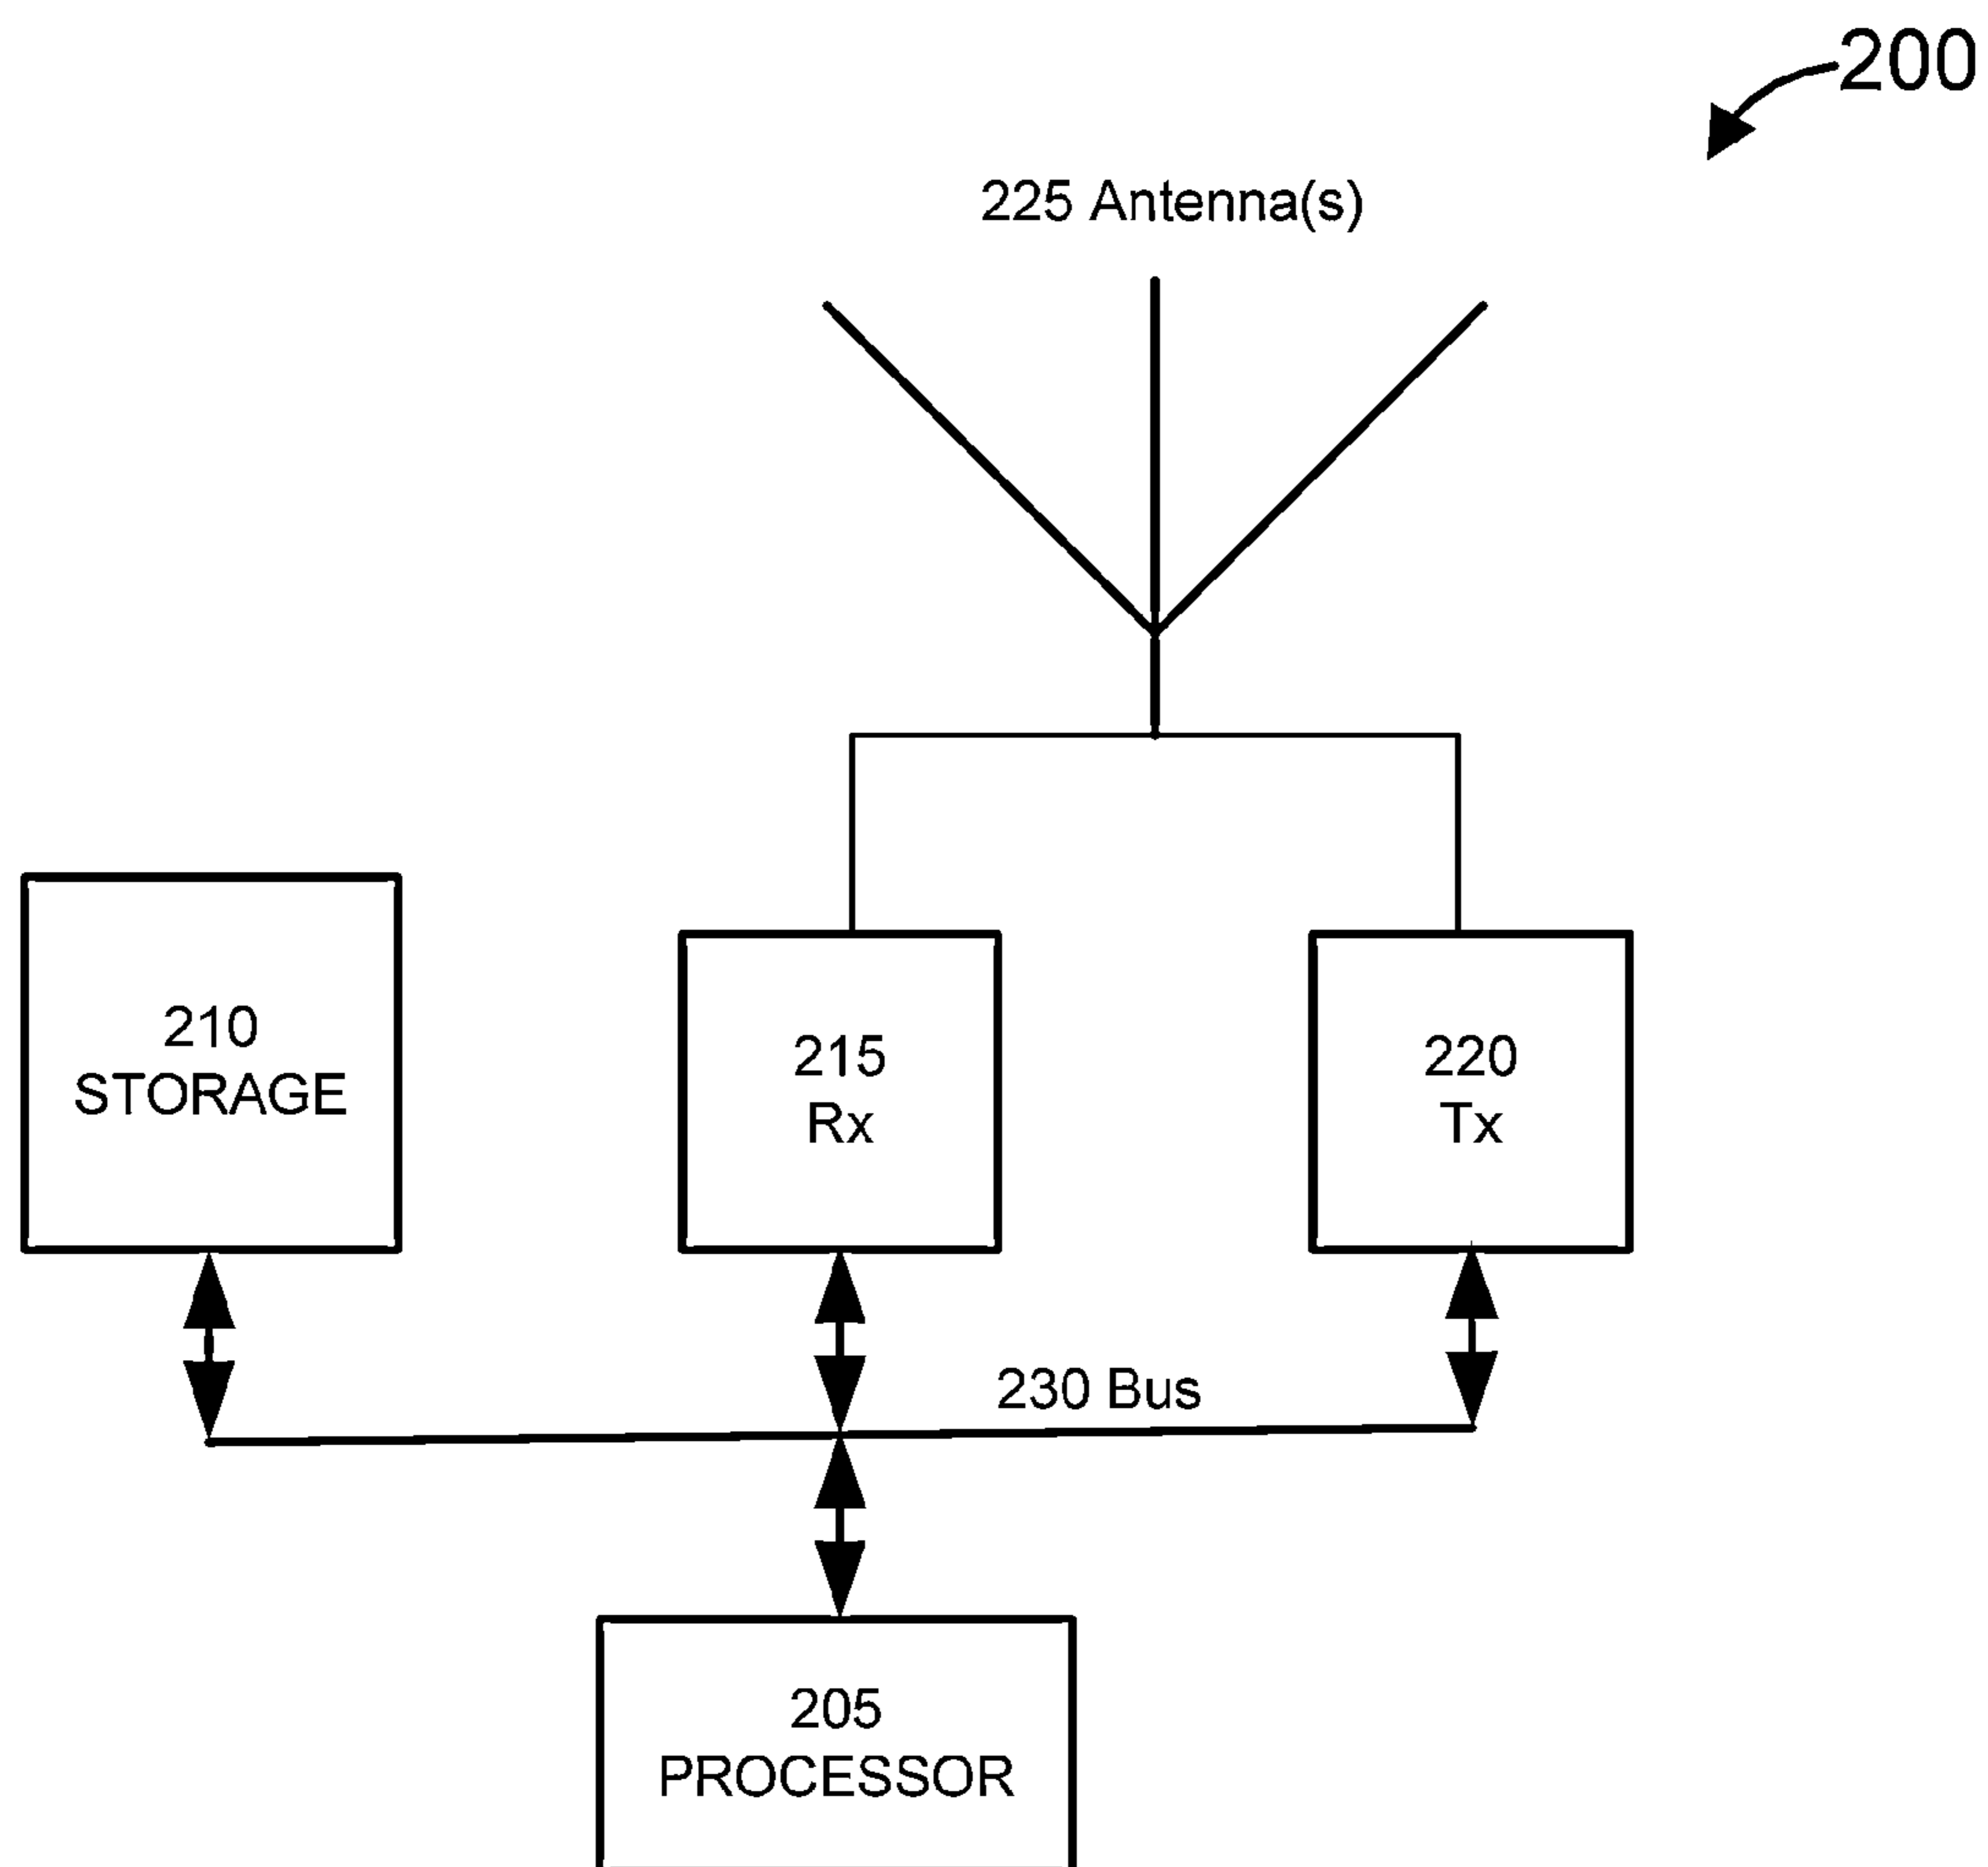 200
225 Antenna(s)
210
STORAGE
215
Rx
220
Tx
230 Bus
205
PROCESSOR